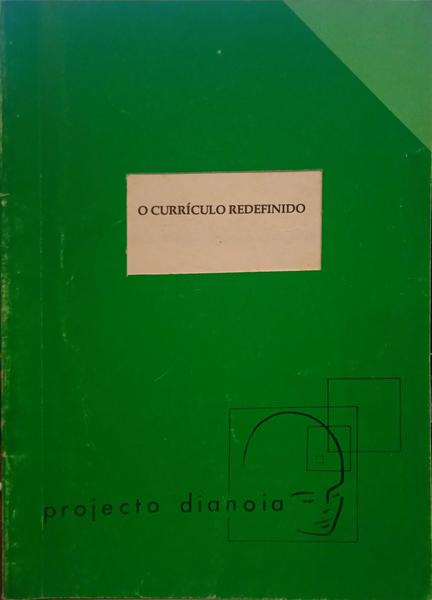 O CURRÍCULO REDEFINIDO
projecto dianoia